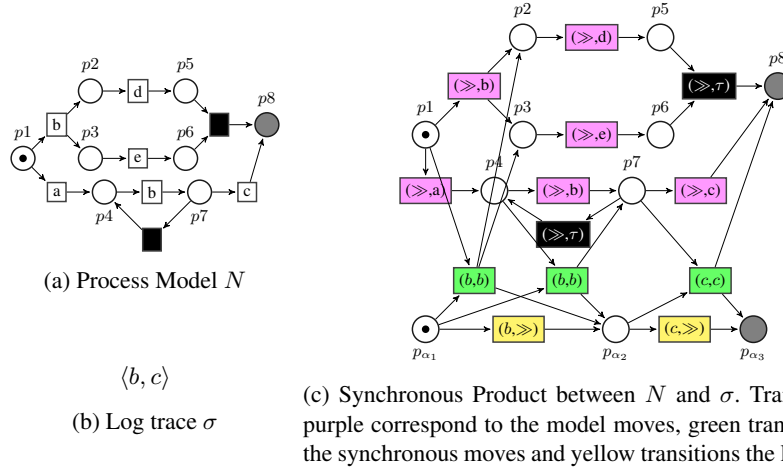 p2 p5
d
p1 b p8
p3 p6
e
a b c
p4 p7
(a) Process Model N
⟨b, c⟩
(b) Log trace σ
p2 p5
(≫,d)
p8
(≫,b) (≫,τ)
p1 p3 p6
(≫,e)
p4 p7
(≫,a) (≫,b) (≫,c)
(≫,τ)
(b,b) (b,b) (c,c)
(b,≫) (c,≫)
pα1 pα2 pα3
(c) Synchronous Product between N and σ. Tra
purple correspond to the model moves, green tran
the synchronous moves and yellow transitions the